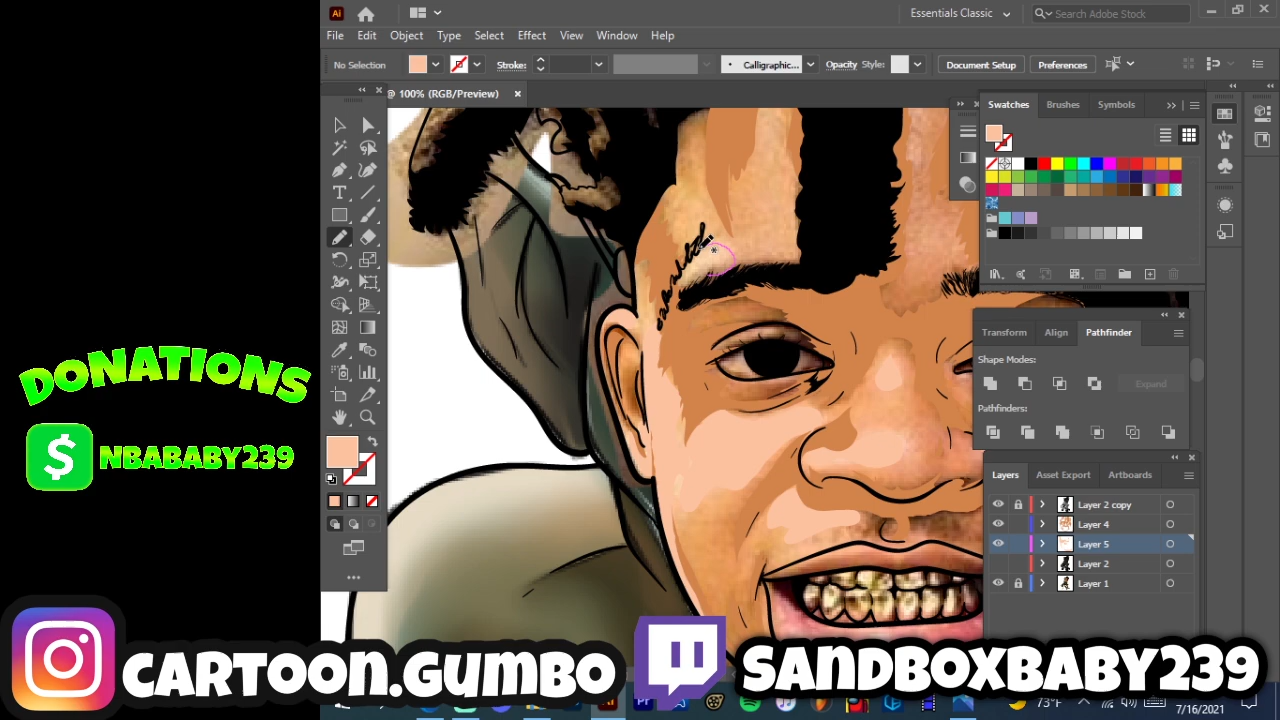 Ai
Essentials Classic
Search Adobe Stock
File Edit Object Type Select Effect View Window Help
No Selection
Stroke:
Calligraphic...
Opacity
Style:
Document Setup
Preferences
@ 100% (RGB/Preview)
Swatches Brushes Symbols
Transform Align Pathfinder
Shape Modes:
Expand
Pathfinders:
Layers Asset Export Artboards
Layer 2 copy
Layer 4
Layer 5
Layer 2
Layer 1
DONATIONS
$ NBABABY239
CARTOON.GUMBO
SANDBOXBABY239
73°F
7/16/2021